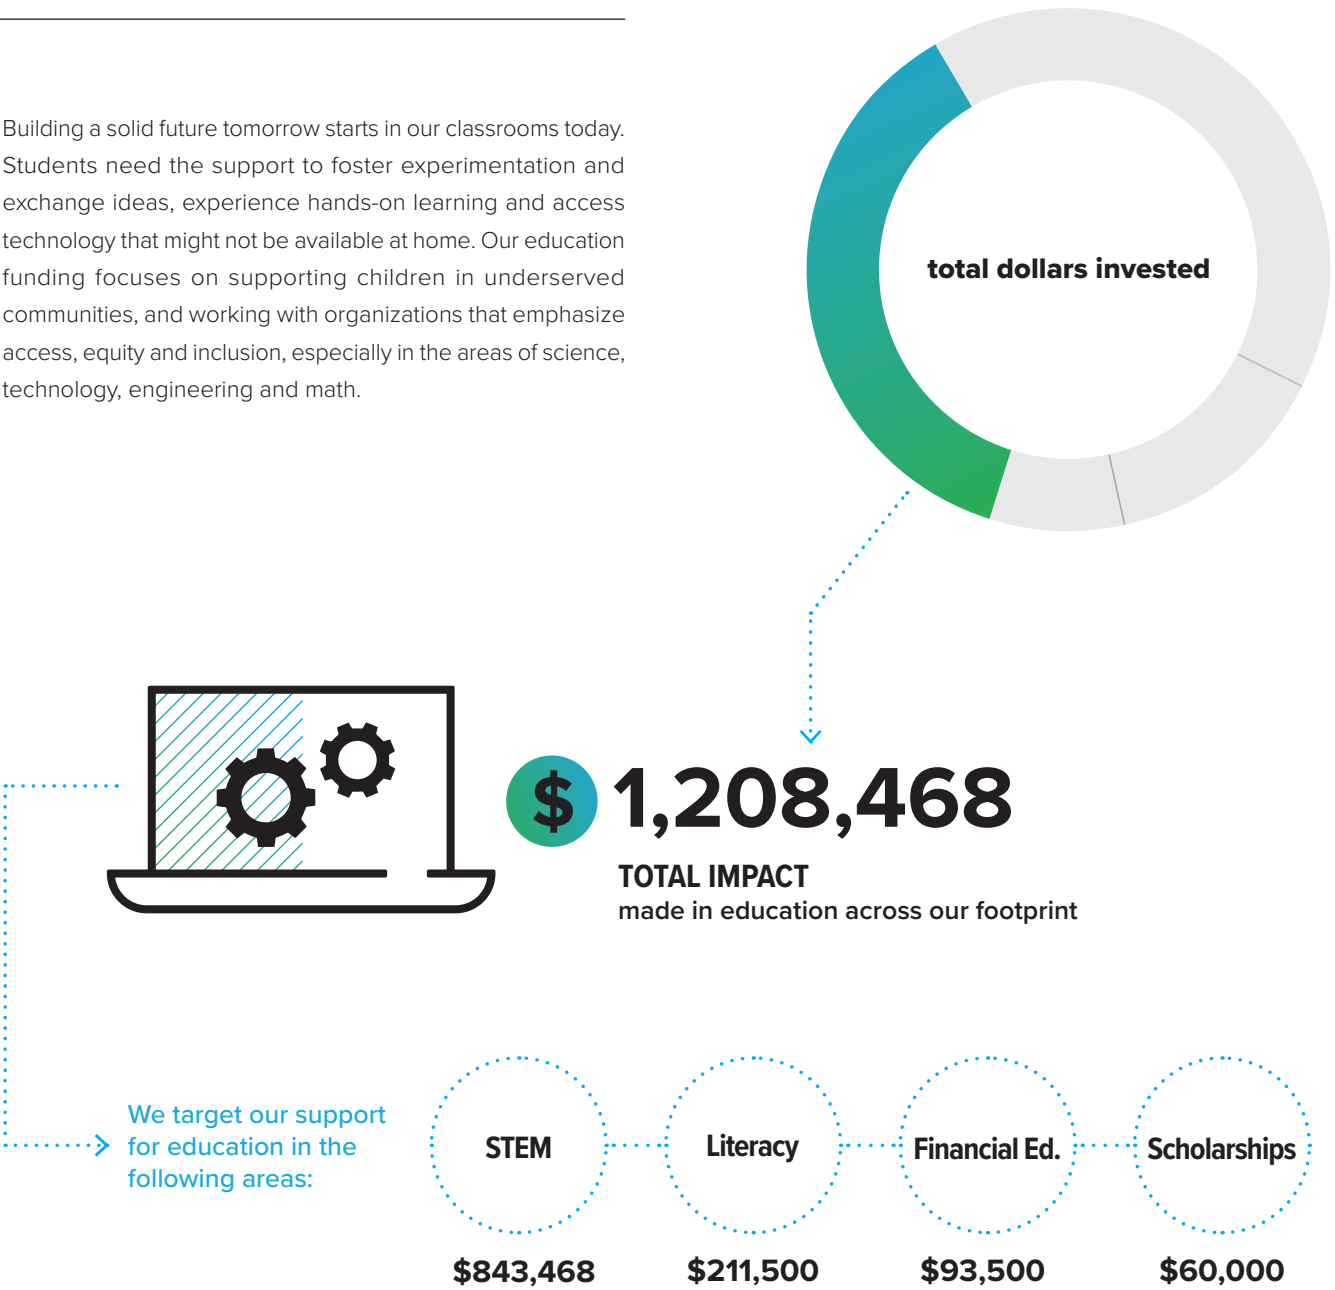 Building a solid future tomorrow starts in our classrooms today.
Students need the support to foster experimentation and
exchange ideas, experience hands-on learning and access
technology that might not be available at home. Our education
funding focuses on supporting children in underserved
communities, and working with organizations that emphasize
access, equity and inclusion, especially in the areas of science,
technology, engineering and math.
total dollars invested
$ 1,208,468
TOTAL IMPACT
made in education across our footprint
We target our support
for education in the
following areas:
STEM
$843,468
Literacy
$211,500
Financial Ed.
$93,500
Scholarships
$60,000